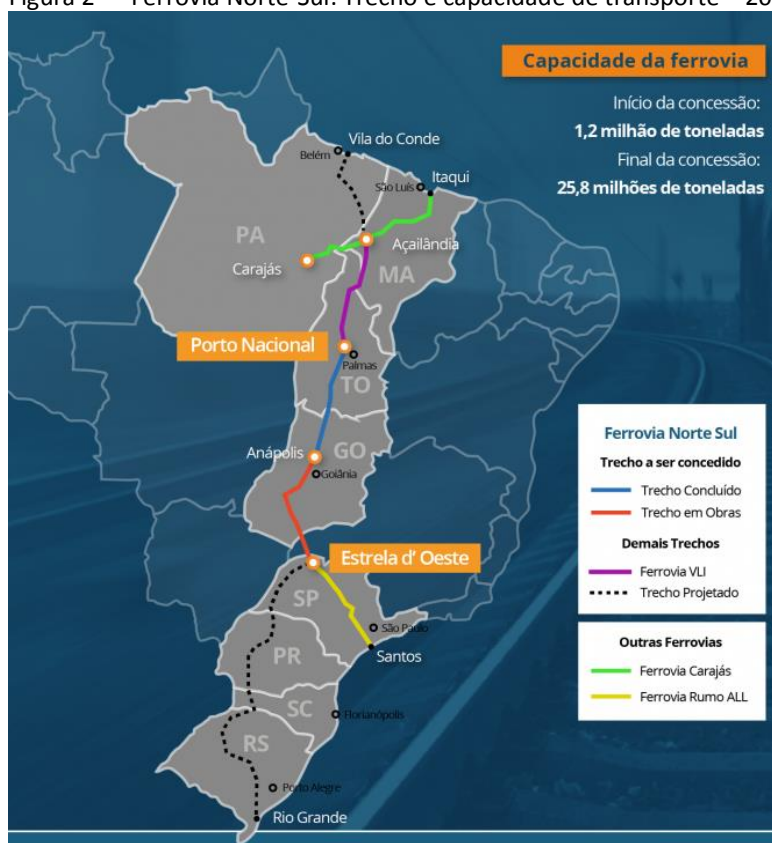 Figura 2 Ferrovia Norte-Sul: Trecho e capacidade de transporte 20
Capacidade da ferrovia
Início da concessão:
1,2 milhão de toneladas
Final da concessão:
25,8 milhões de toneladas
Vila do Conde
Belém
Itaqui
São Luís
PA
Açailândia
Carajás
MA
Porto Nacional
Palmas
TO
Anápolis
GO
Goiânia
Estrela d' Oeste
SP
São Paulo
Santos
PR
SC
Florianópolis
RS
Porto Alegre
Rio Grande
Ferrovia Norte Sul
Trecho a ser concedido
Trecho Concluído
Trecho em Obras
Demais Trechos
Ferrovia VLI
Trecho Projetado
Outras Ferrovias
Ferrovia Carajás
Ferrovia Rumo ALL